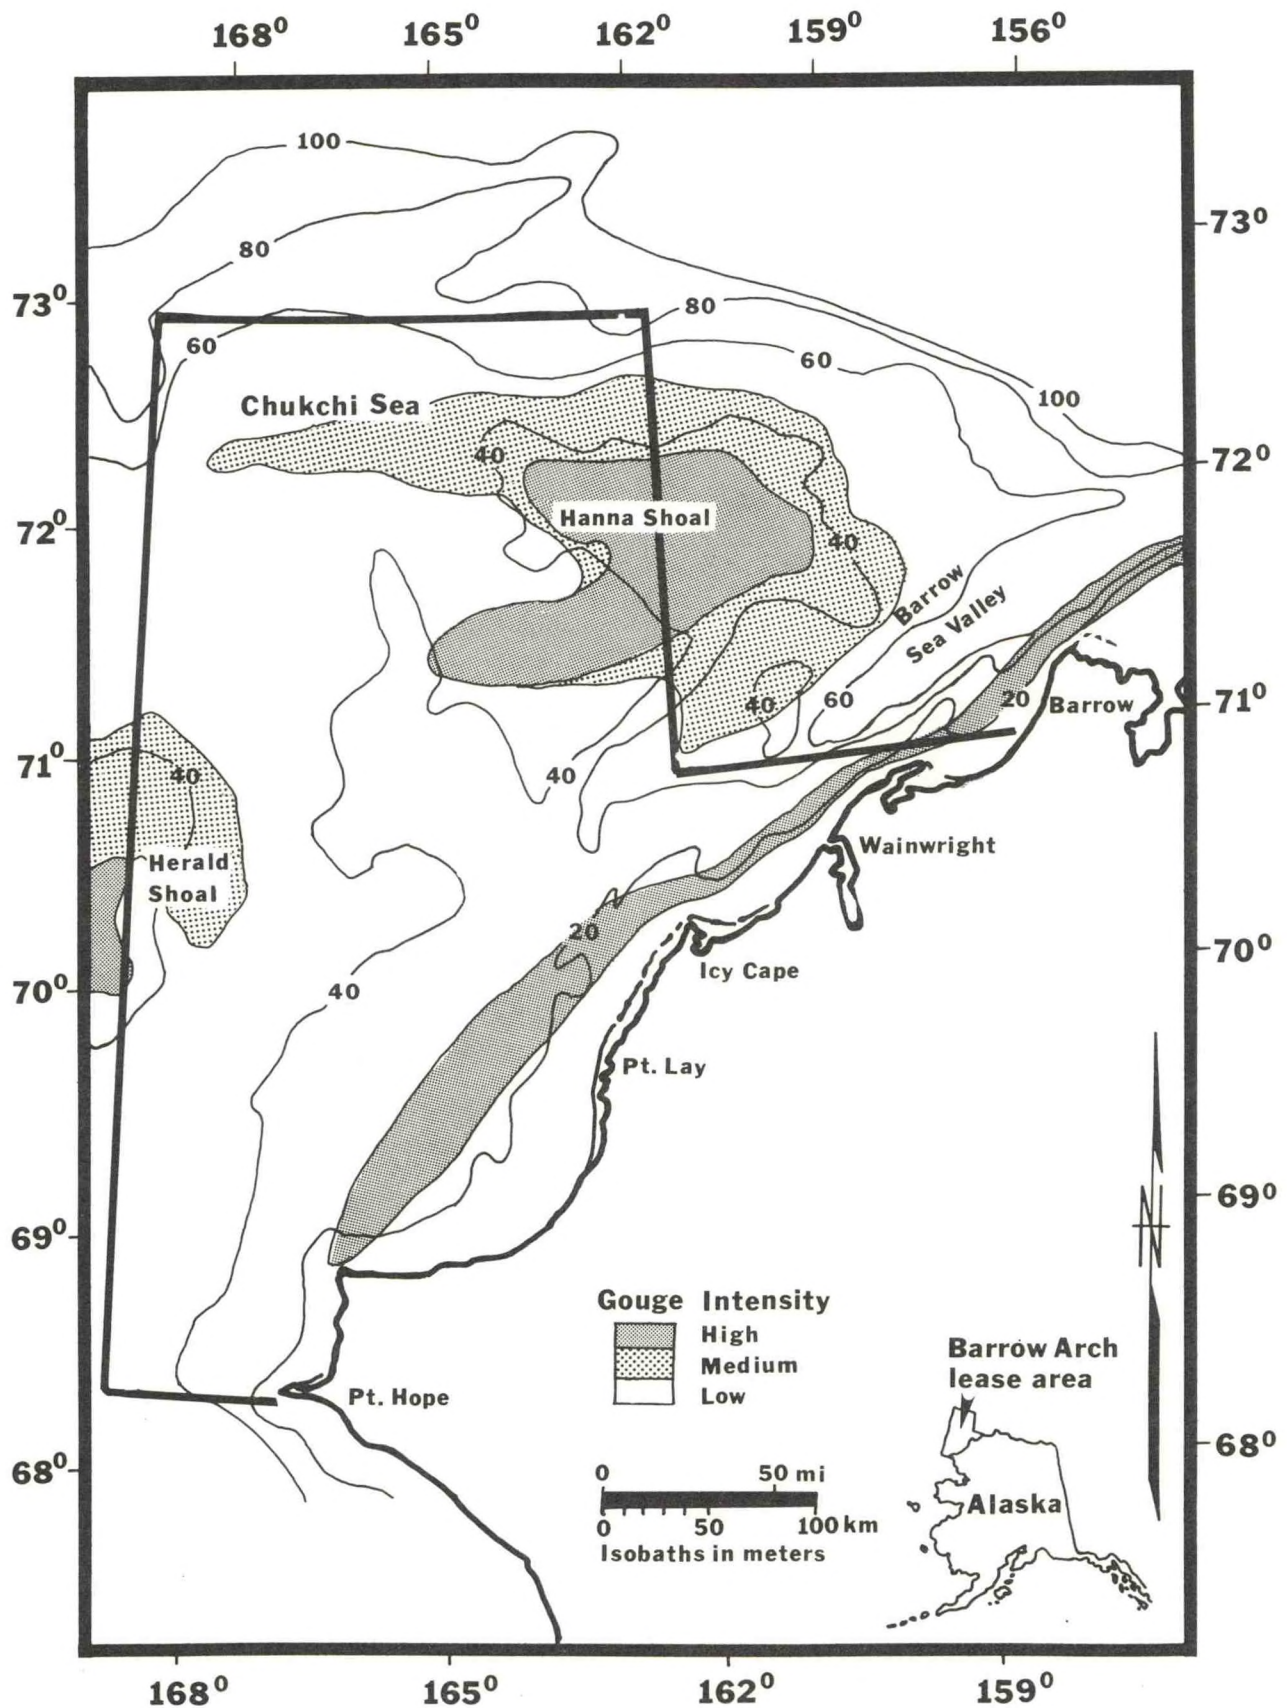 168⁰ 165⁰ 162⁰ 159⁰ 156⁰
100
73⁰
80
73⁰
80
60
60
100
Chukchi Sea
40
72⁰
Hanna Shoal
72⁰
40
Barrow
Sea Valley
40
60
20
Barrow
71⁰
71⁰
40
40
Herald
Shoal
Wainwright
20
70⁰
Icy Cape
70⁰
40
Pt. Lay
69⁰
N
69⁰
Gouge Intensity
High
Medium
Low
Barrow Arch
lease area
Pt. Hope
68⁰
68⁰
0 50 mi
Alaska
0 50 100 km
Isobaths in meters
168⁰ 165⁰ 162⁰ 159⁰